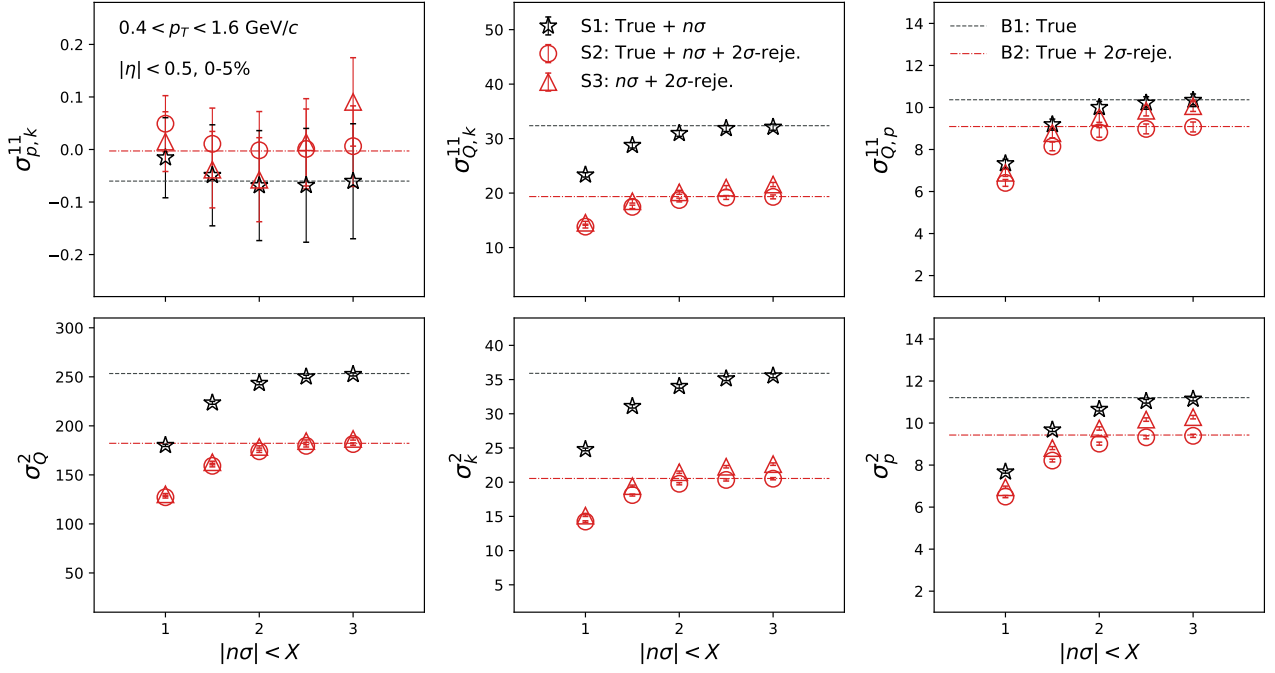 0.4 < p_T < 1.6 GeV/c
|η| < 0.5, 0-5%
σ^{11}_{p,k}
0.2
0.1
0.0
−0.1
−0.2
S1: True + nσ
S2: True + nσ + 2σ-reje.
S3: nσ + 2σ-reje.
σ^{11}_{Q,k}
50
40
30
20
10
B1: True
B2: True + 2σ-reje.
σ^{11}_{Q,p}
14
12
10
8
6
4
2
σ^2_Q
300
250
200
150
100
50
1 2 3
|nσ| < X
σ^2_k
40
35
30
25
20
15
10
5
1 2 3
|nσ| < X
σ^2_p
14
12
10
8
6
4
2
1 2 3
|nσ| < X